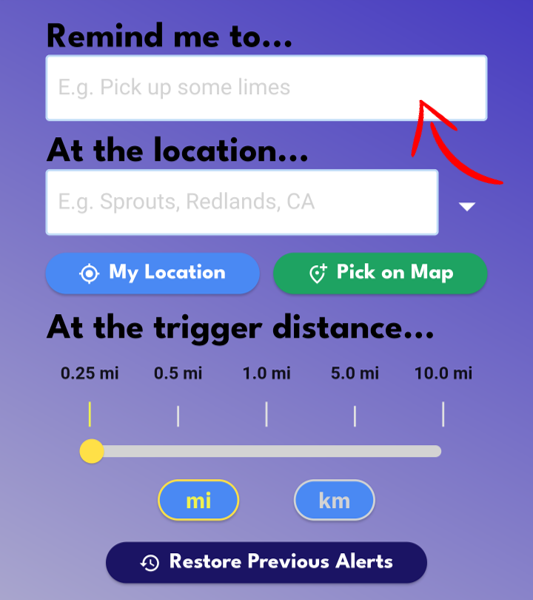 Remind me to...
E.g. Pick up some limes
At the location...
E.g. Sprouts, Redlands, CA
My Location Pick on Map
At the trigger distance...
0.25 mi 0.5 mi 1.0 mi 5.0 mi 10.0 mi
mi km
Restore Previous Alerts